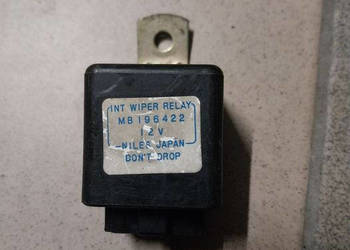 INT WIPER RELAY
MB196422
12V
NILES JAPAN
DON'T DROP